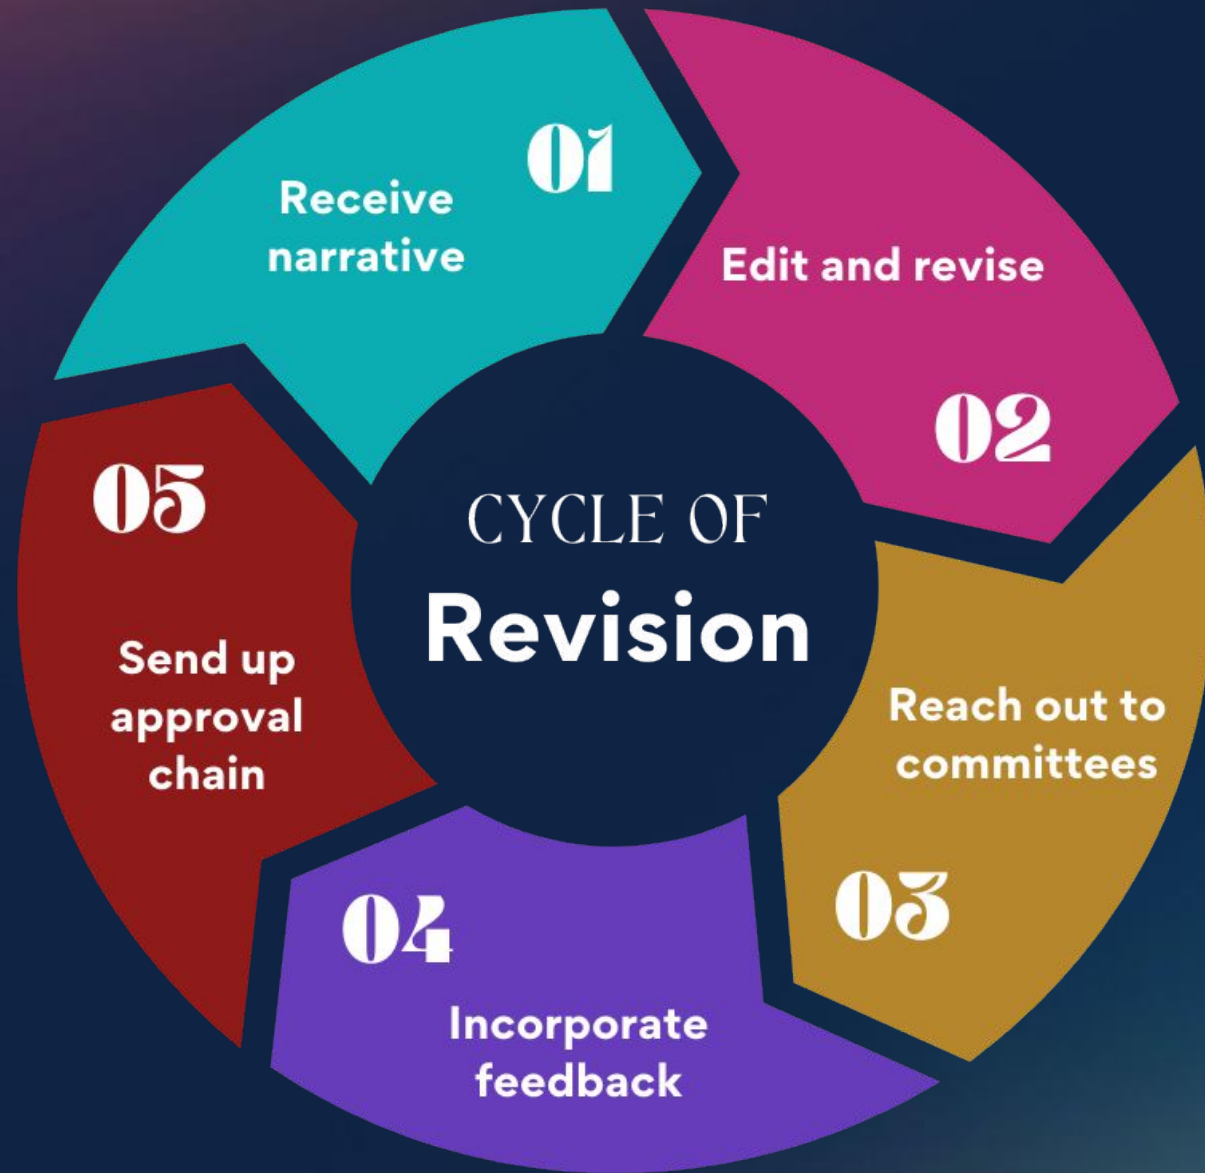 CYCLE OF
Revision
01
Receive
narrative
Edit and revise
02
Reach out to
committees
03
04
Incorporate
feedback
05
Send up
approval
chain